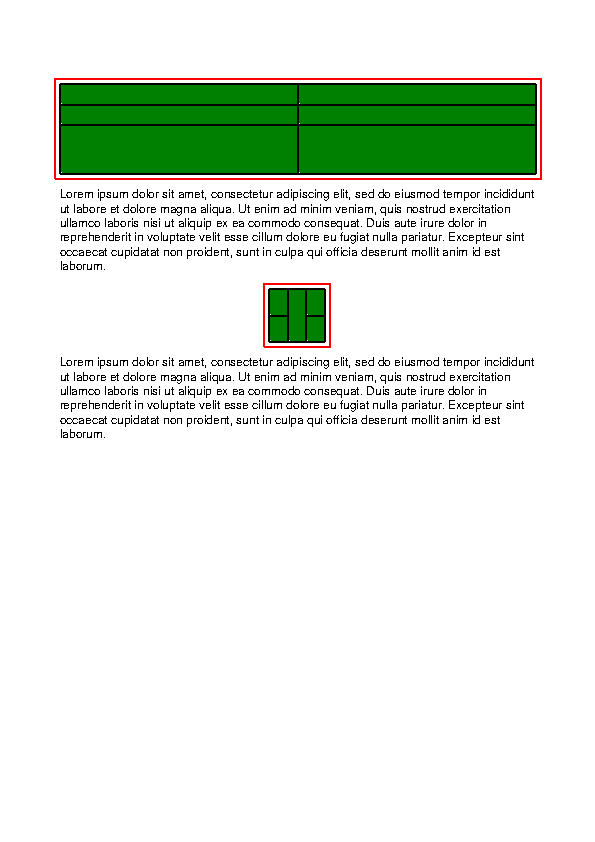 Lorem ipsum dolor sit amet, consectetur adipiscing elit, sed do eiusmod tempor incididunt
ut labore et dolore magna aliqua. Ut enim ad minim veniam, quis nostrud exercitation
ullamco laboris nisi ut aliquip ex ea commodo consequat. Duis aute irure dolor in
reprehenderit in voluptate velit esse cillum dolore eu fugiat nulla pariatur. Excepteur sint
occaecat cupidatat non proident, sunt in culpa qui officia deserunt mollit anim id est
laborum.
Lorem ipsum dolor sit amet, consectetur adipiscing elit, sed do eiusmod tempor incididunt
ut labore et dolore magna aliqua. Ut enim ad minim veniam, quis nostrud exercitation
ullamco laboris nisi ut aliquip ex ea commodo consequat. Duis aute irure dolor in
reprehenderit in voluptate velit esse cillum dolore eu fugiat nulla pariatur. Excepteur sint
occaecat cupidatat non proident, sunt in culpa qui officia deserunt mollit anim id est
laborum.